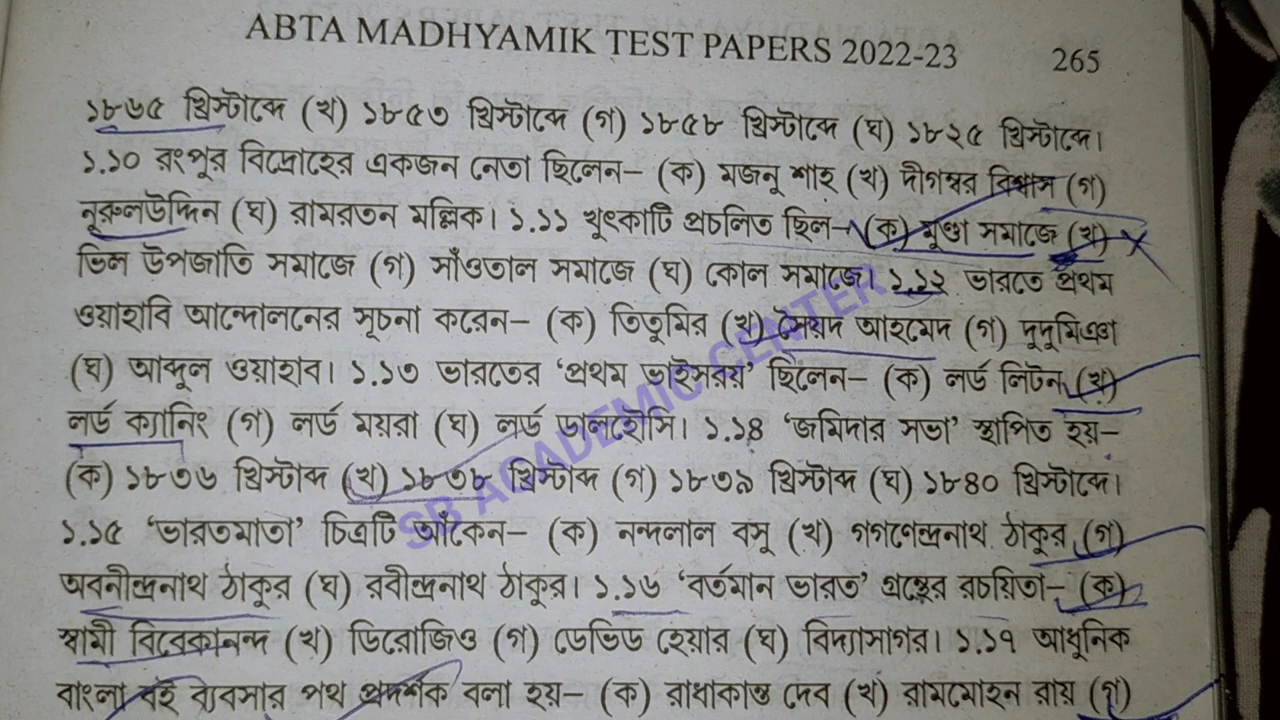 ABTA MADHYAMIK TEST PAPERS 2022-23 265
১৮৬৫ খ্রিস্টাব্দে (খ) ১৮৫৩ খ্রিস্টাব্দে (গ) ১৮৫৮ খ্রিস্টাব্দে (ঘ) ১৮২৫ খ্রিস্টাব্দে।
১.১০ রংপুর বিদ্রোহের একজন নেতা ছিলেন– (ক) মজনু শাহ (খ) দীগম্বর বিশ্বাস (গ)
নূরুলউদ্দিন (ঘ) রামরতন মল্লিক। ১.১১ খুৎকাটি প্রচলিত ছিল– (ক) মুণ্ডা সমাজে (খ)
ভিল উপজাতি সমাজে (গ) সাঁওতাল সমাজে (ঘ) কোল সমাজে। ১.১২ ভারতে প্রথম
ওয়াহাবি আন্দোলনের সূচনা করেন– (ক) তিতুমির (খ) সৈয়দ আহমেদ (গ) দুদুমিঞা
(ঘ) আব্দুল ওয়াহাব। ১.১৩ ভারতের ‘প্রথম ভাইসরয়’ ছিলেন– (ক) লর্ড লিটন (খ)
লর্ড ক্যানিং (গ) লর্ড ময়রা (ঘ) লর্ড ডালহৌসি। ১.১৪ ‘জমিদার সভা’ স্থাপিত হয়–
(ক) ১৮৩৬ খ্রিস্টাব্দ (খ) ১৮৩৮ খ্রিস্টাব্দ (গ) ১৮৩৯ খ্রিস্টাব্দ (ঘ) ১৮৪০ খ্রিস্টাব্দে।
১.১৫ ‘ভারতমাতা’ চিত্রটি আঁকেন– (ক) নন্দলাল বসু (খ) গগণেন্দ্রনাথ ঠাকুর (গ)
অবনীন্দ্রনাথ ঠাকুর (ঘ) রবীন্দ্রনাথ ঠাকুর। ১.১৬ ‘বর্তমান ভারত’ গ্রন্থের রচয়িতা– (ক)
স্বামী বিবেকানন্দ (খ) ডিরোজিও (গ) ডেভিড হেয়ার (ঘ) বিদ্যাসাগর। ১.১৭ আধুনিক
বাংলা বই ব্যবসার পথ প্রদর্শক বলা হয়– (ক) রাধাকান্ত দেব (খ) রামমোহন রায় (গ)
SB ACADEMIC CENTER